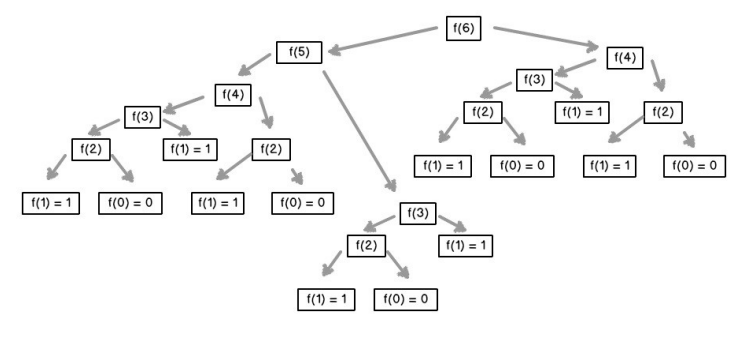 f(6)
f(5)
f(4)
f(4)
f(3)
f(3)
f(2)
f(1) = 1
f(2)
f(2)
f(1) = 1
f(2)
f(1) = 1
f(0) = 0
f(1) = 1
f(0) = 0
f(1) = 1
f(0) = 0
f(1) = 1
f(0) = 0
f(3)
f(2)
f(1) = 1
f(1) = 1
f(0) = 0